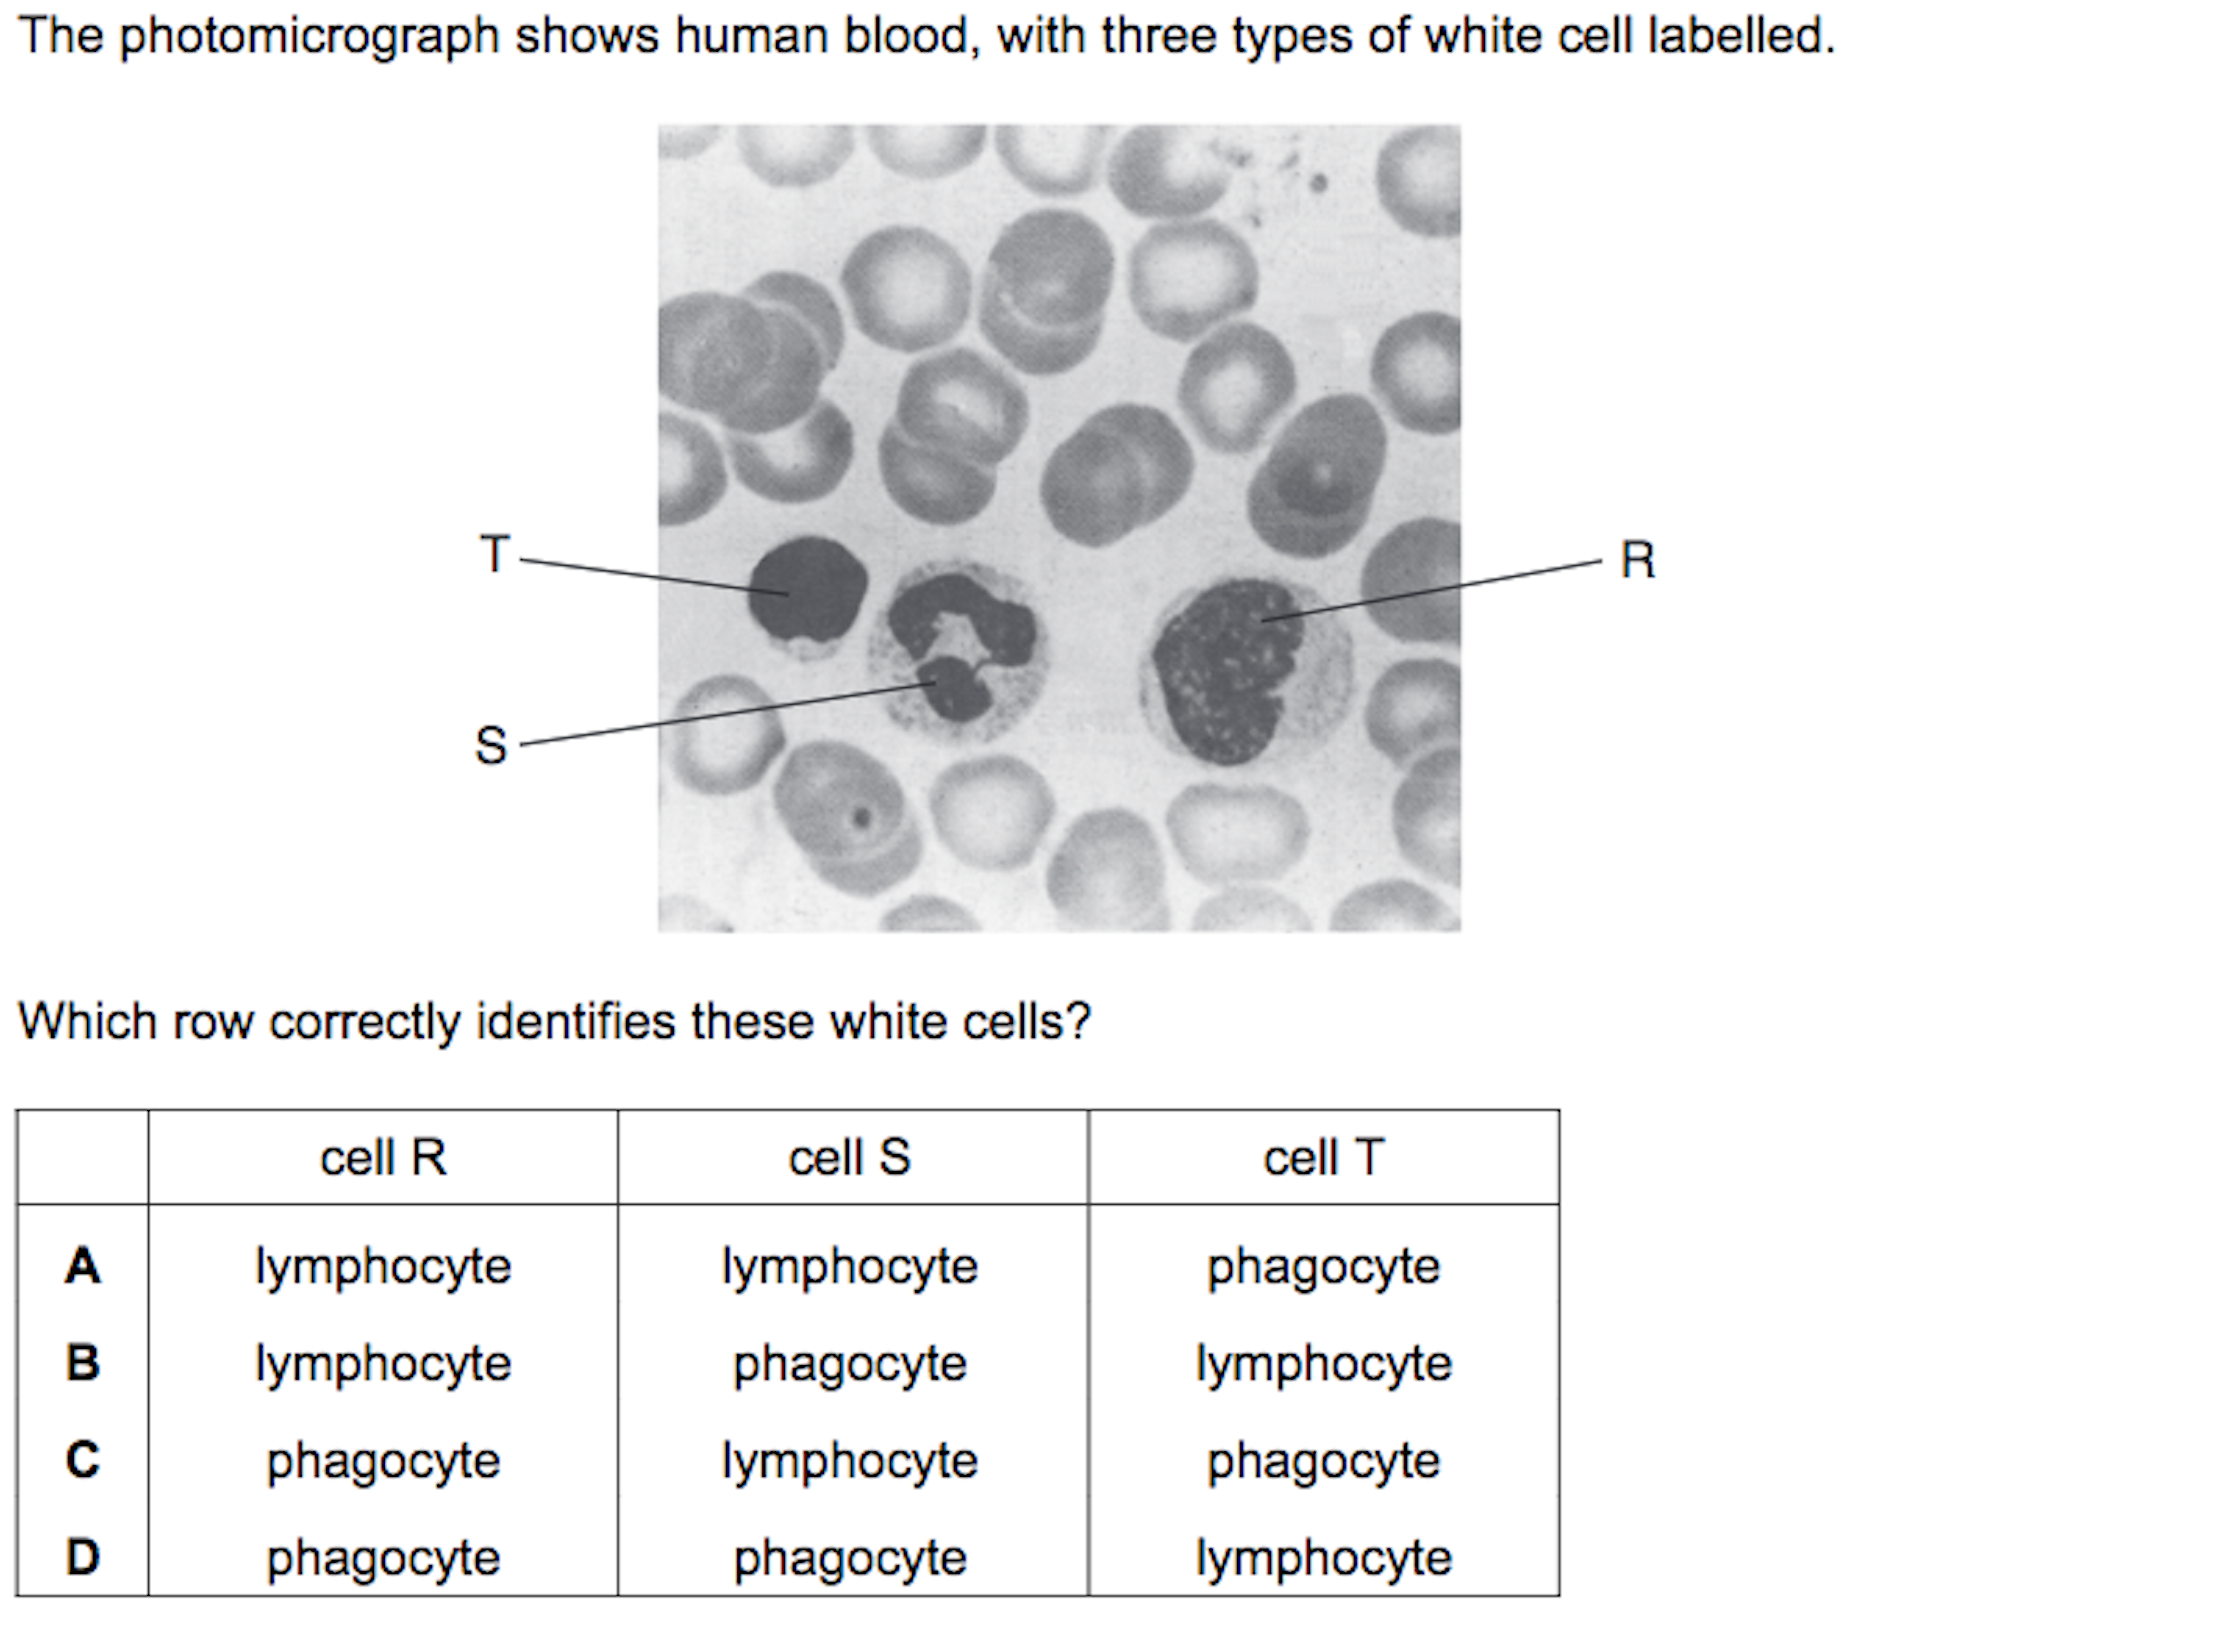 The photomicrograph shows human blood, with three types of white cell labelled.
T
R
S
Which row correctly identifies these white cells?
cell R cell S cell T
A lymphocyte lymphocyte phagocyte
B lymphocyte phagocyte lymphocyte
C phagocyte lymphocyte phagocyte
D phagocyte phagocyte lymphocyte